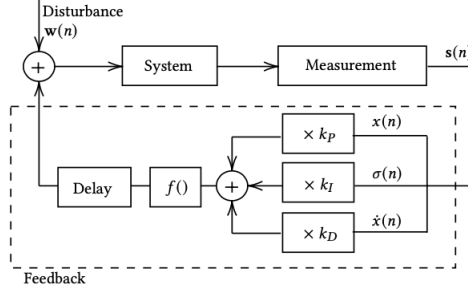 Disturbance
w(n)
+
System
Measurement
s(n)
× k_P
x(n)
Delay
f()
+
× k_I
σ(n)
× k_D
ẋ(n)
Feedback